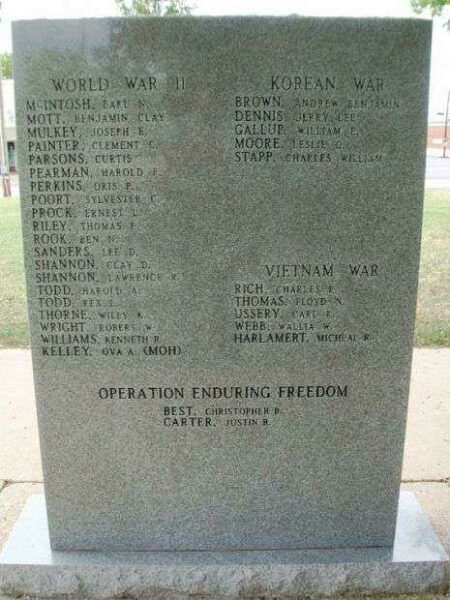 WORLD WAR II
MCINTOSH, EARL N.
MOTT, BENJAMIN CLAY
MULKEY, JOSEPH E.
PAINTER, CLEMENT C.
PARSONS, CURTIS
PEARMAN, HAROLD F.
PERKINS, ORIS P.
POORT, SYLVESTER C.
PROCK, ERNEST L.
RILEY, THOMAS F.
ROOK, BEN N.
SANDERS, LEE D.
SHANNON, CLAY D.
SHANNON, LAWRENCE R.
TODD, HAROLD A.
TODD, REX L.
THORNE, WILEY K.
WRIGHT, ROBERT W.
WILLIAMS, KENNETH R.
KELLEY, OVA A. (MOH)
KOREAN WAR
BROWN, ANDREW BENJAMIN
DENNIS, JERRY LEE
GALLUP, WILLIAM E.
MOORE, LESLIE G.
STAPP, CHARLES WILLIAM
VIETNAM WAR
RICH, CHARLES R.
THOMAS, FLOYD N.
USSERY, CARL R.
WEBB, WALLIA W.
HARLAMERT, MICHEAL R.
OPERATION ENDURING FREEDOM
BEST, CHRISTOPHER B.
CARTER, JUSTIN R.